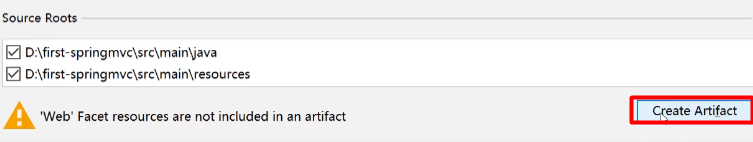 Source Roots
D:\first-springmvc\src\main\java
D:\first-springmvc\src\main\resources
'Web' Facet resources are not included in an artifact
Create Artifact